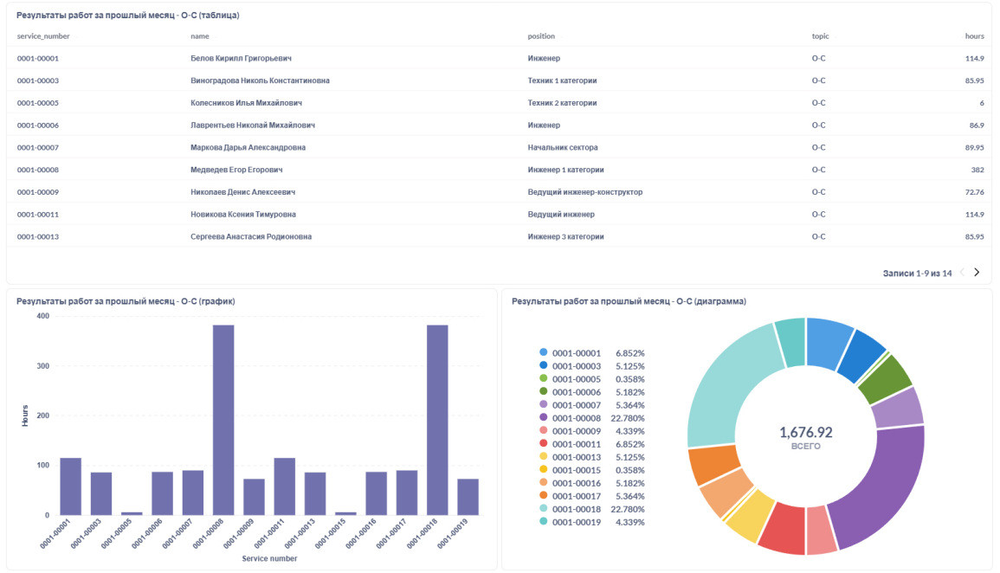 Результаты работ за прошлый месяц - О-С (таблица)
service_number name position topic hours
0001-00001 Белов Кирилл Григорьевич Инженер О-С 114.9
0001-00003 Виноградова Николь Константиновна Техник 1 категории О-С 85.95
0001-00005 Колесников Илья Михайлович Техник 2 категории О-С 6
0001-00006 Лаврентьев Николай Михайлович Инженер О-С 86.9
0001-00007 Маркова Дарья Александровна Начальник сектора О-С 89.95
0001-00008 Медведев Егор Егорович Инженер 1 категории О-С 382
0001-00009 Николаев Денис Алексеевич Ведущий инженер-конструктор О-С 72.76
0001-00011 Новикова Ксения Тимуровна Ведущий инженер О-С 114.9
0001-00013 Сергеева Анастасия Родионовна Инженер 3 категории О-С 85.95
Записи 1-9 из 14
Результаты работ за прошлый месяц - О-С (график)
400
300
200
100
0
Hours
0001-00001 0001-00003 0001-00005 0001-00006 0001-00007 0001-00008 0001-00009 0001-00011 0001-00013 0001-00015 0001-00016 0001-00017 0001-00018 0001-00019
Service number
Результаты работ за прошлый месяц - О-С (диаграмма)
0001-00001 6.852%
0001-00003 5.125%
0001-00005 0.358%
0001-00006 5.182%
0001-00007 5.364%
0001-00008 22.780%
0001-00009 4.339%
0001-00011 6.852%
0001-00013 5.125%
0001-00015 0.358%
0001-00016 5.182%
0001-00017 5.364%
0001-00018 22.780%
0001-00019 4.339%
1,676.92
ВСЕГО